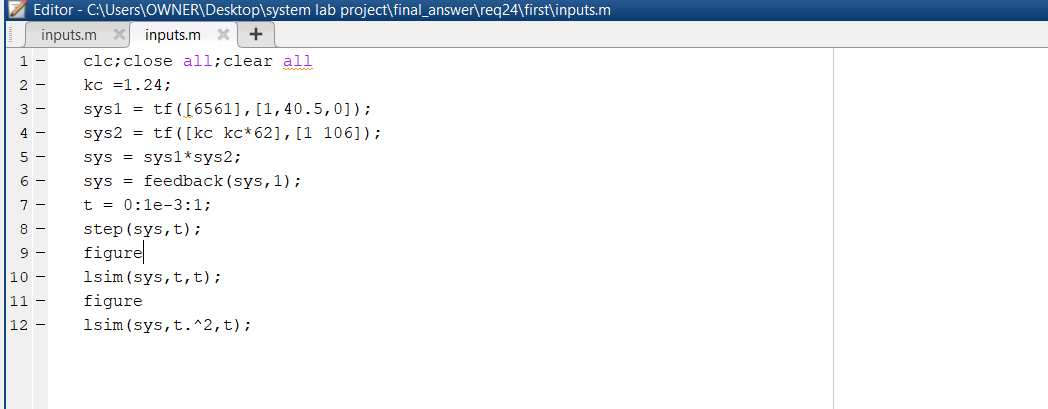 Editor - C:\Users\OWNER\Desktop\system lab project\final_answer\req24\first\inputs.m
inputs.m × inputs.m × +
1 - clc;close all;clear all
2 - kc =1.24;
3 - sys1 = tf([6561],[1,40.5,0]);
4 - sys2 = tf([kc kc*62],[1 106]);
5 - sys = sys1*sys2;
6 - sys = feedback(sys,1);
7 - t = 0:1e-3:1;
8 - step(sys,t);
9 - figure
10 - lsim(sys,t,t);
11 - figure
12 - lsim(sys,t.^2,t);